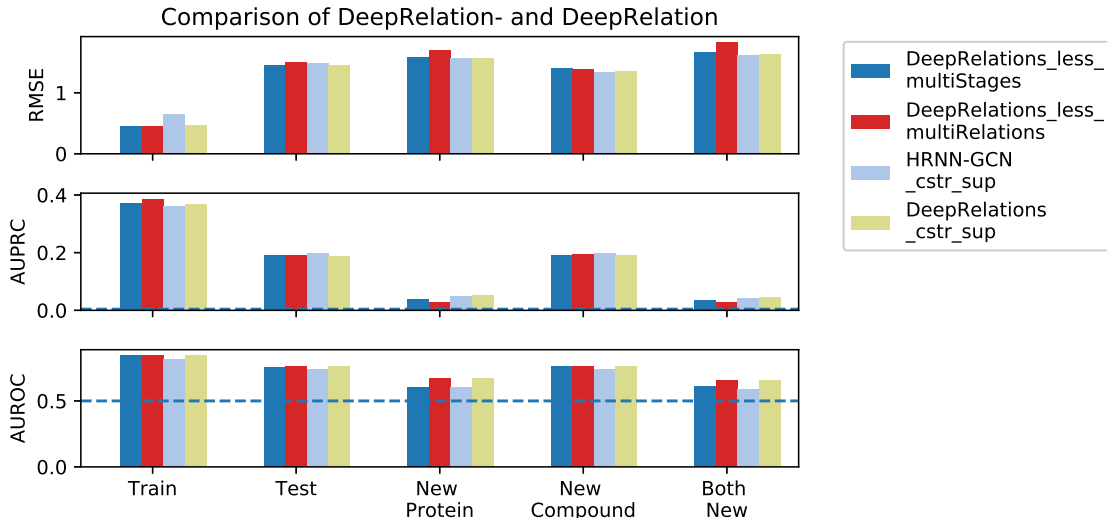 Comparison of DeepRelation- and DeepRelation
RMSE
1
0
AUPRC
0.4
0.2
0.0
AUROC
0.5
0.0
Train
Test
New
Protein
New
Compound
Both
New
DeepRelations_less_
multiStages
DeepRelations_less_
multiRelations
HRNN-GCN
_cstr_sup
DeepRelations
_cstr_sup